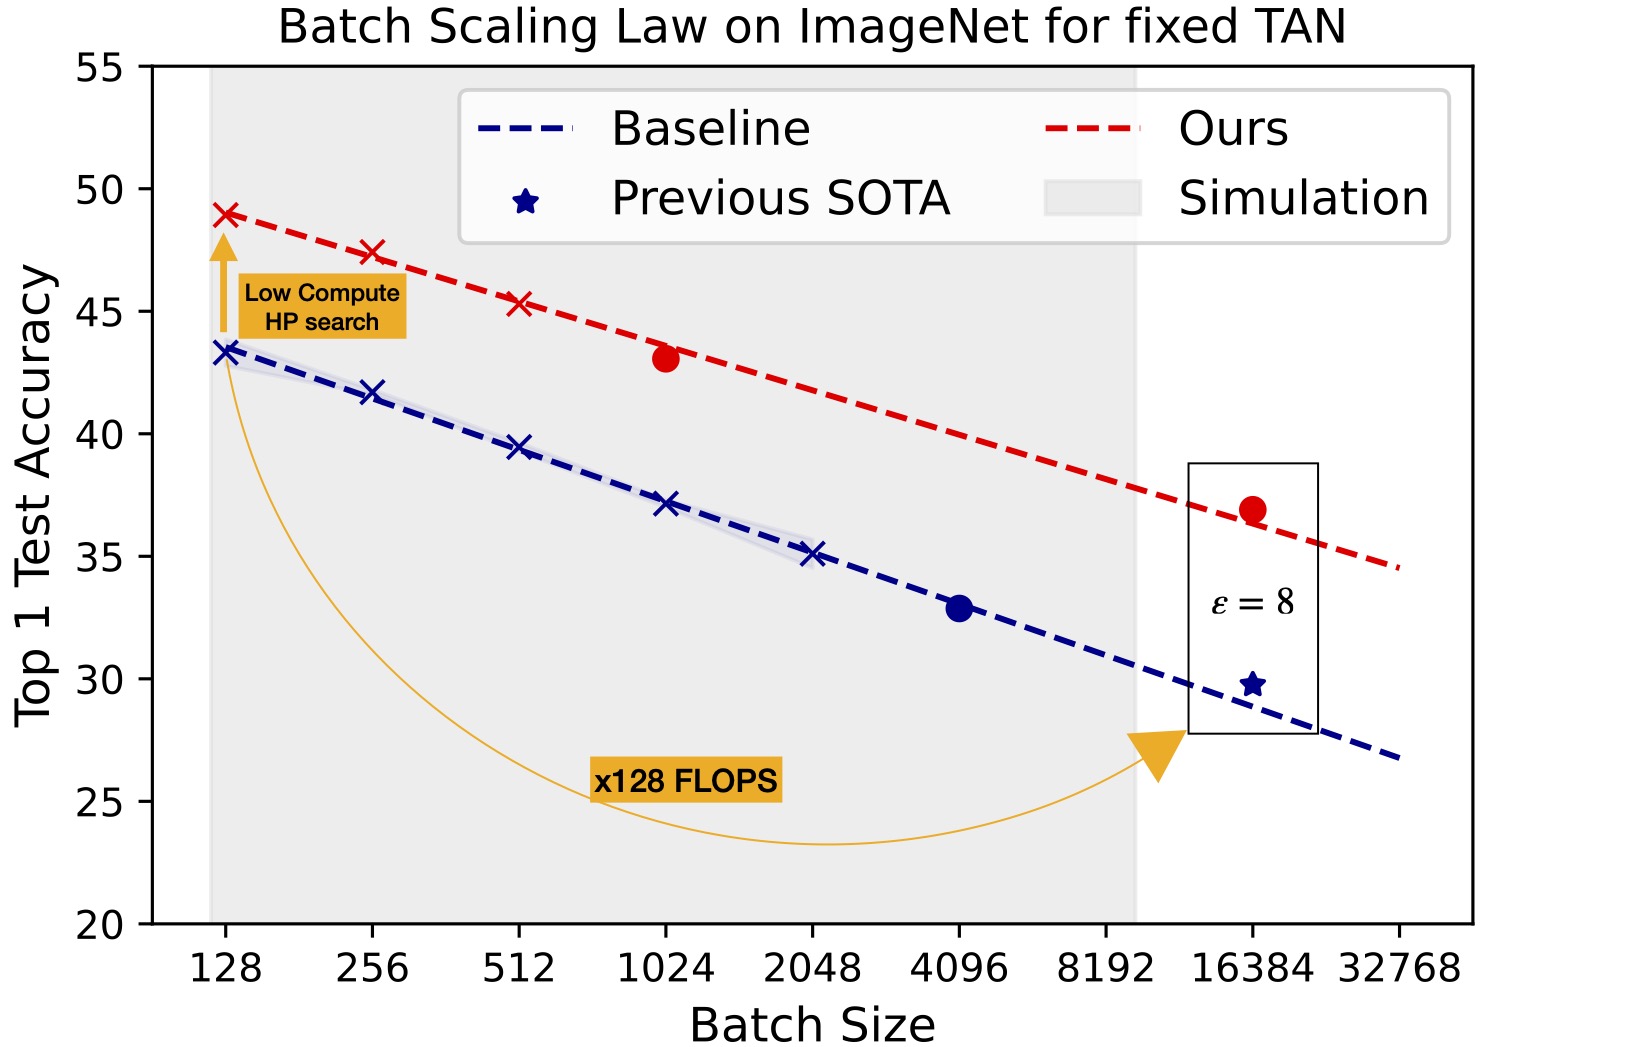 Batch Scaling Law on ImageNet for fixed TAN
Baseline
Ours
Previous SOTA
Simulation
Top 1 Test Accuracy
55
50
45
40
35
30
25
20
Low Compute
HP search
ε = 8
x128 FLOPS
128 256 512 1024 2048 4096 8192 16384 32768
Batch Size